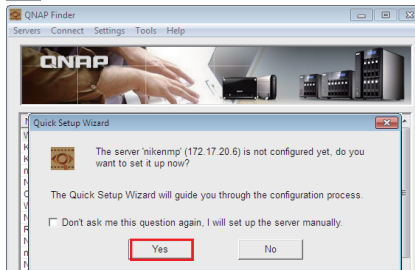 QNAP Finder
Servers Connect Settings Tools Help
QNAP
Quick Setup Wizard
The server 'nikenmp' (172.17.20.6) is not configured yet, do you
want to set it up now?
The Quick Setup Wizard will guide you through the configuration process.
Don't ask me this question again, I will set up the server manually.
Yes No